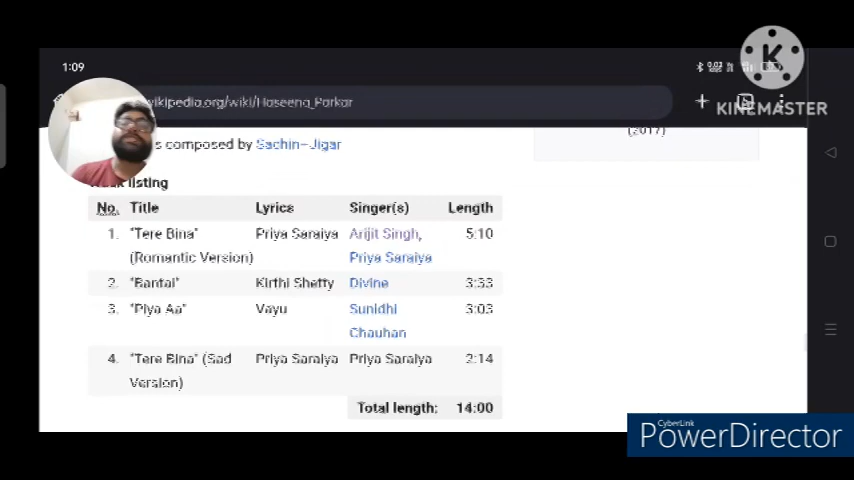 1:09
KINEMASTER
wikipedia.org/wiki/Haseena_Parkar
(2017)
s composed by Sachin–Jigar
listing
No. Title Lyrics Singer(s) Length
1. "Tere Bina" Priya Saraiya Arijit Singh, 5:10
(Romantic Version) Priya Saraiya
2. "Bantai" Kirthi Shetty Divine 3:33
3. "Piya Aa" Vayu Sunidhi 3:03
Chauhan
4. "Tere Bina" (Sad Priya Saraiya Priya Saraiya 2:14
Version)
Total length: 14:00
CyberLink
PowerDirector